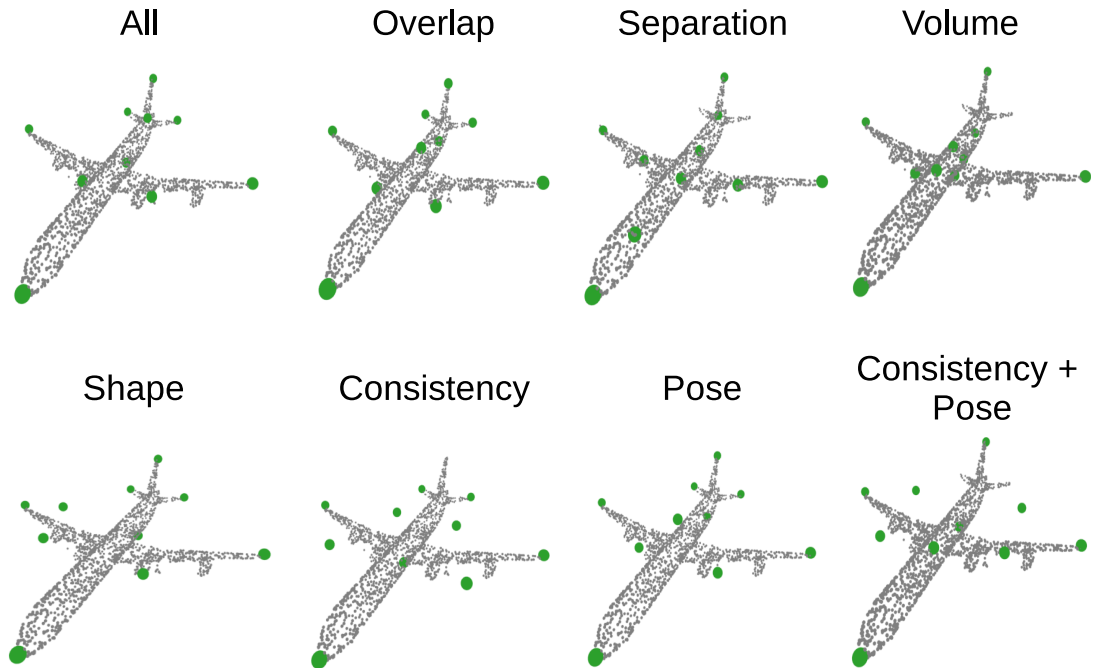 All
Overlap
Separation
Volume
Shape
Consistency
Pose
Consistency +
Pose